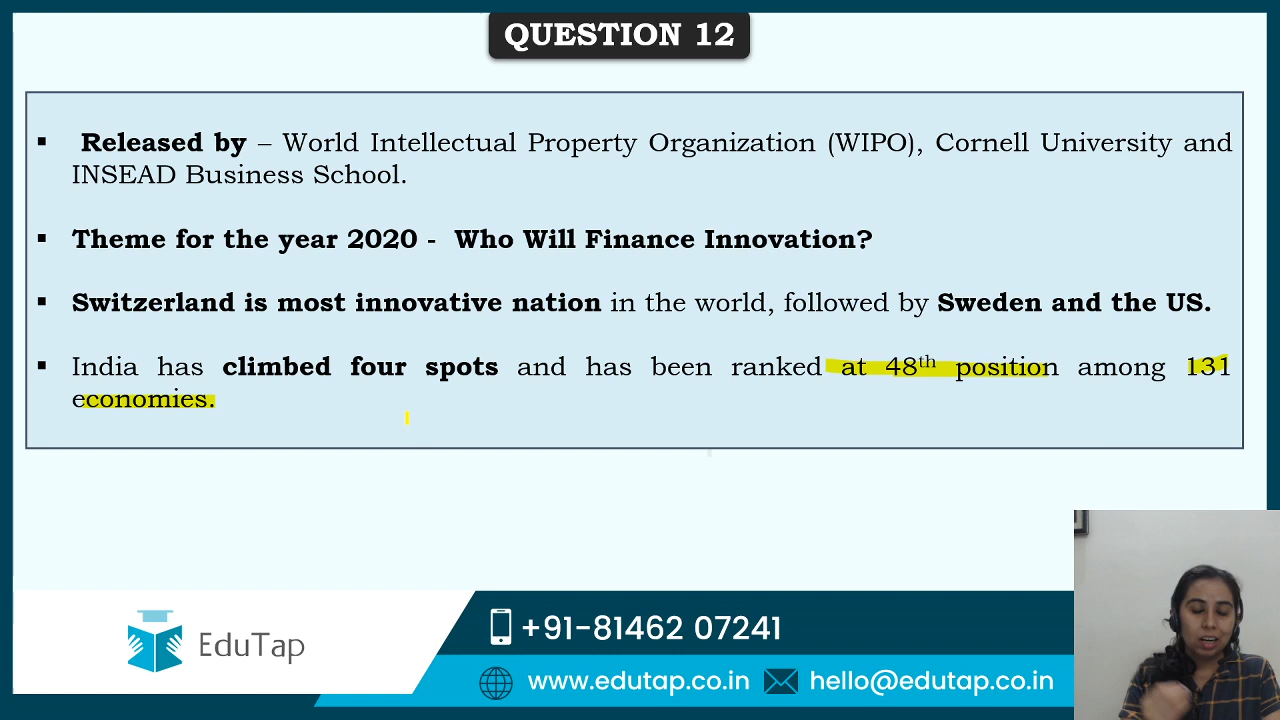 QUESTION 12
▪ Released by – World Intellectual Property Organization (WIPO), Cornell University and
INSEAD Business School.
▪ Theme for the year 2020 - Who Will Finance Innovation?
▪ Switzerland is most innovative nation in the world, followed by Sweden and the US.
▪ India has climbed four spots and has been ranked at 48th position among 131
economies.
EduTap
+91-81462 07241
www.edutap.co.in hello@edutap.co.in